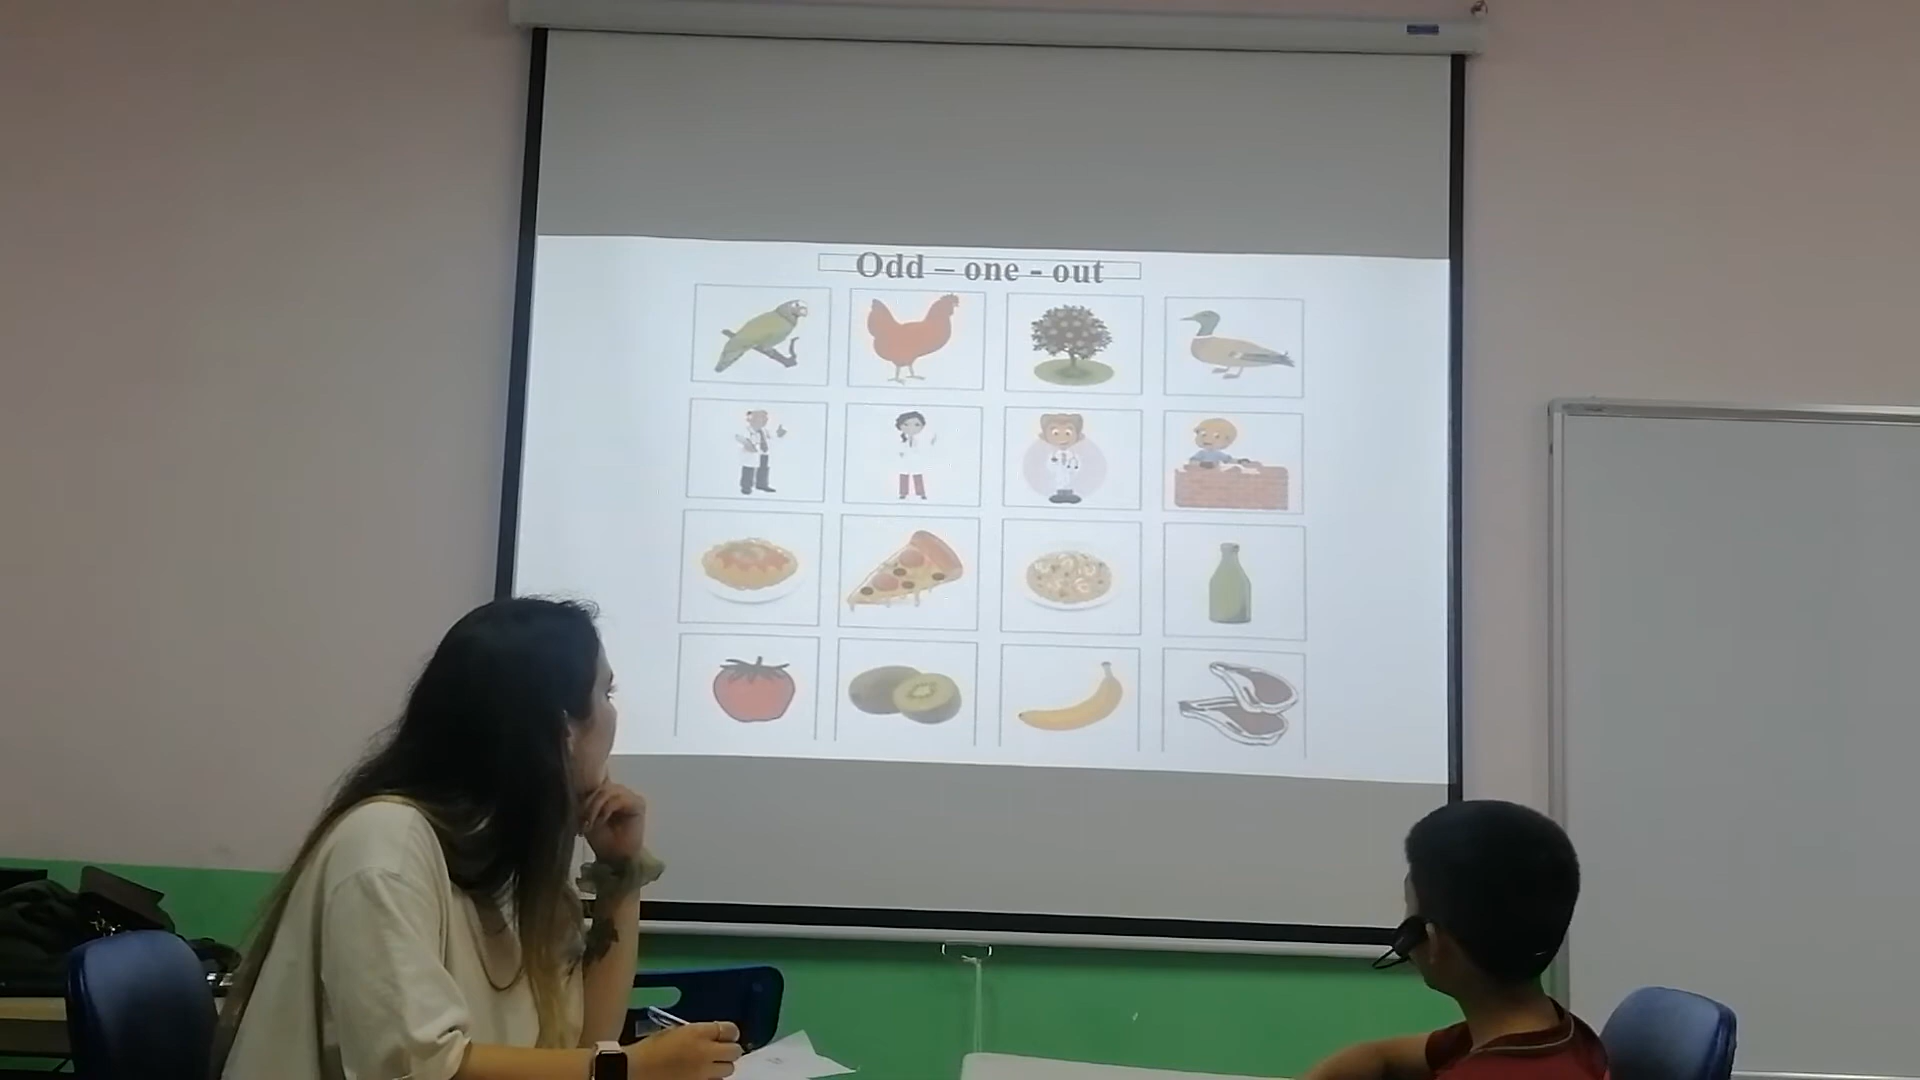 Odd – one - out